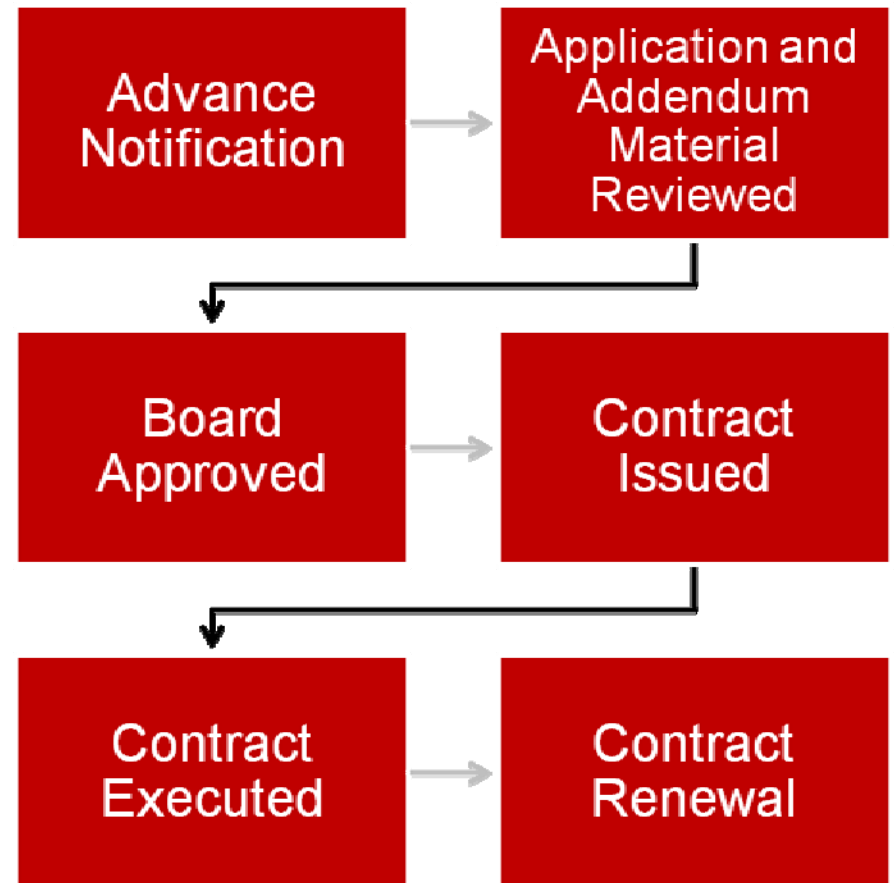 Advance
Notification
Application and
Addendum
Material
Reviewed
Board
Approved
Contract
Issued
Contract
Executed
Contract
Renewal